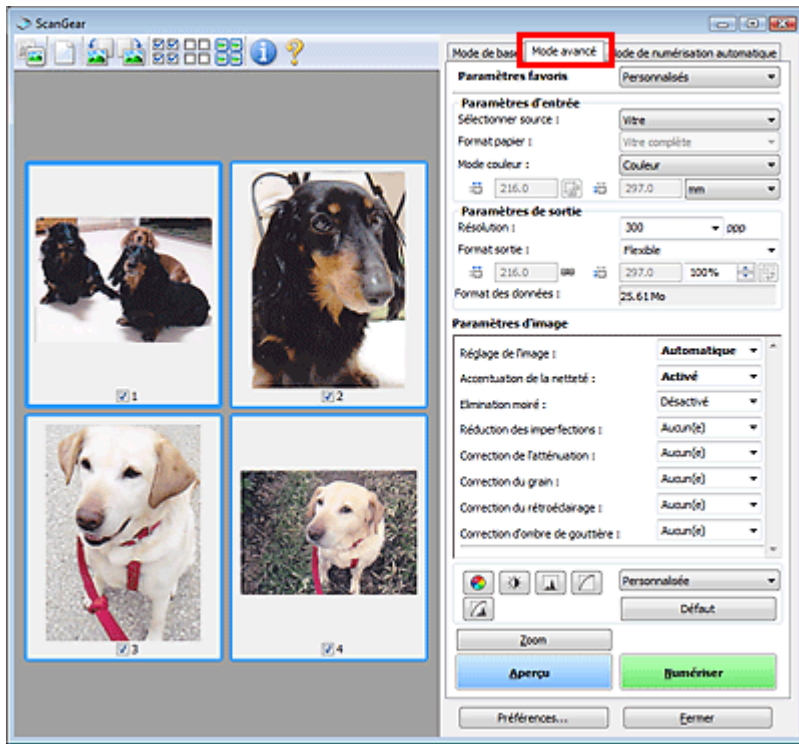 ScanGear
Mode de base Mode avancé Mode de numérisation automatique
Paramètres favoris Personnalisés
Paramètres d'entrée
Sélectionner source : Vitre
Format papier : Vitre complète
Mode couleur : Couleur
216.0 297.0 mm
Paramètres de sortie
Résolution : 300 ppp
Format sortie : Flexible
216.0 297.0 100%
Format des données : 25.61 Mo
Paramètres d'image
Réglage de l'image : Automatique
Accentuation de la netteté : Activé
Elimination moiré : Désactivé
Réduction des imperfections : Aucun(e)
Correction de l'atténuation : Aucun(e)
Correction du grain : Aucun(e)
Correction du rétroéclairage : Aucun(e)
Correction d'ombre de gouttière : Aucun(e)
1 2
3 4
Personnalisée
Défaut
Zoom
Aperçu Numériser
Préférences... Fermer